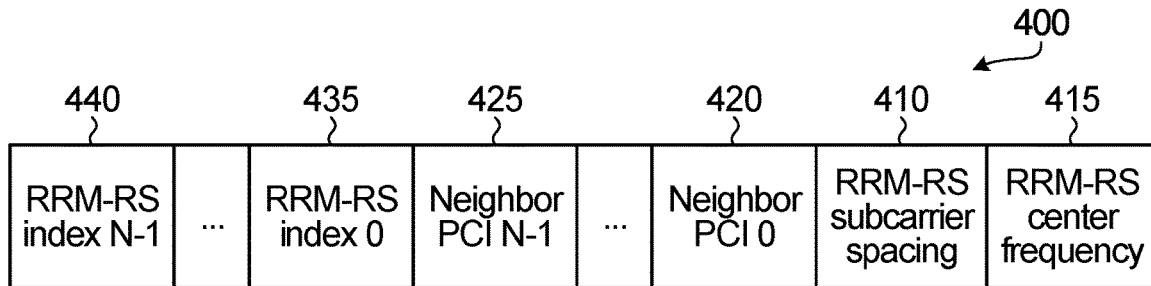 400
440
435
425
420
410
415
RRM-RS
index N-1
...
RRM-RS
index 0
Neighbor
PCI N-1
...
Neighbor
PCI 0
RRM-RS
subcarrier
spacing
RRM-RS
center
frequency